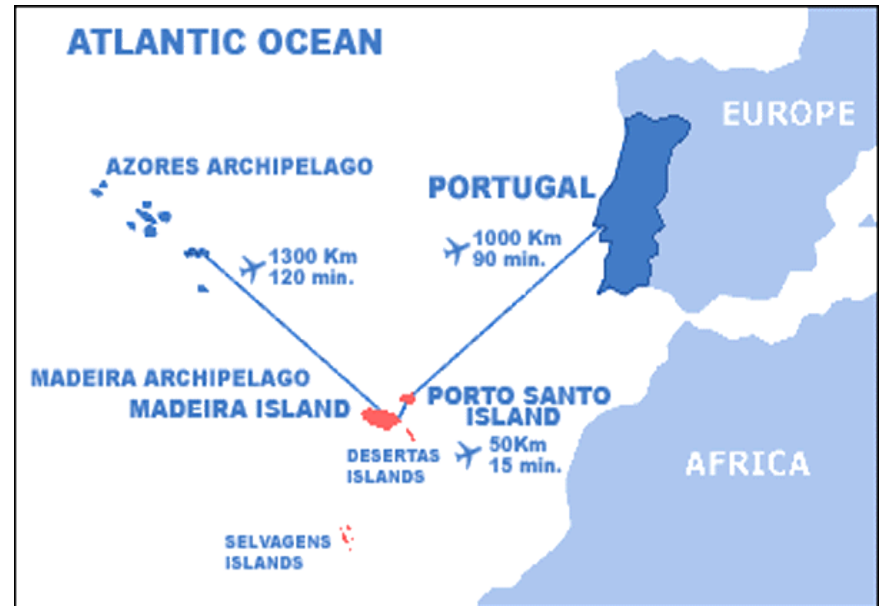 ATLANTIC OCEAN
EUROPE
AZORES ARCHIPELAGO
PORTUGAL
1000 Km
90 min.
1300 Km
120 min.
MADEIRA ARCHIPELAGO
MADEIRA ISLAND
PORTO SANTO
ISLAND
50Km
15 min.
DESERTAS
ISLANDS
AFRICA
SELVAGENS
ISLANDS